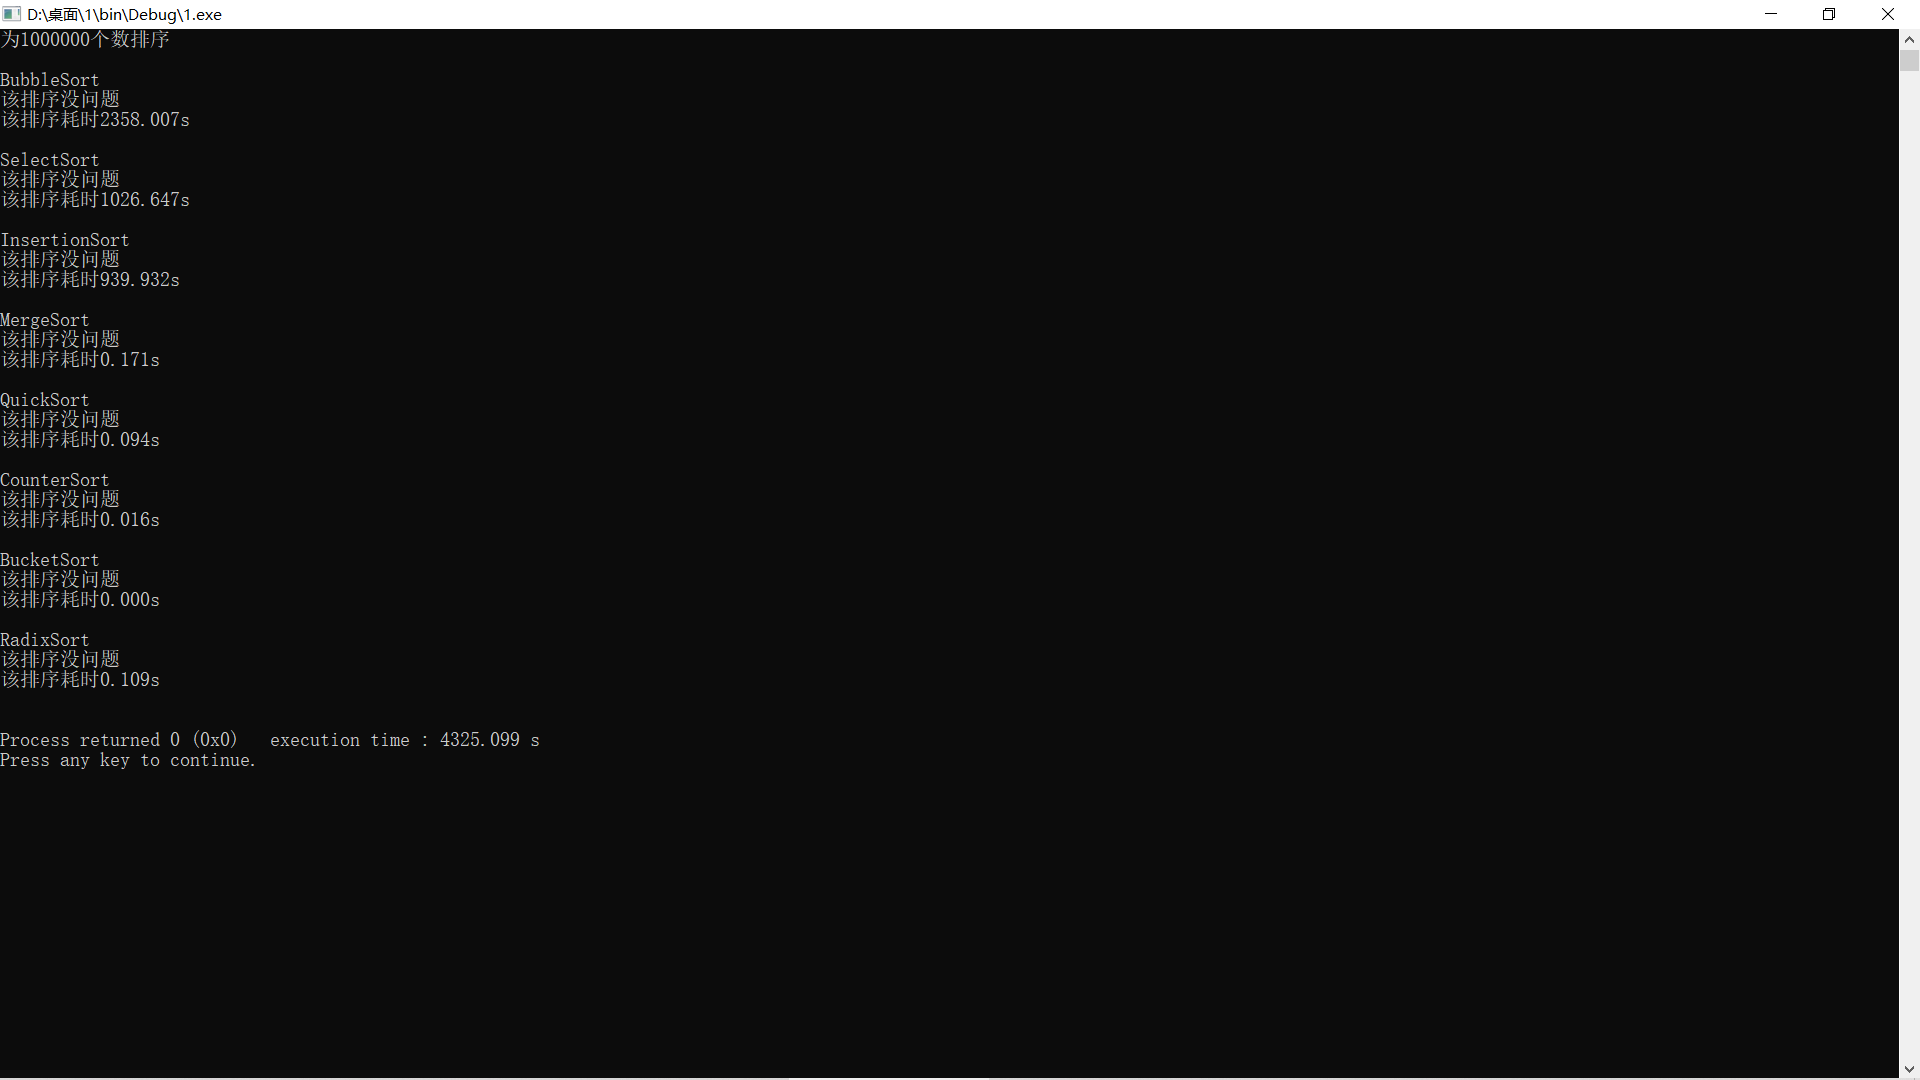 D:\桌面\1\bin\Debug\1.exe
为1000000个数排序
BubbleSort
该排序没问题
该排序耗时2358.007s
SelectSort
该排序没问题
该排序耗时1026.647s
InsertionSort
该排序没问题
该排序耗时939.932s
MergeSort
该排序没问题
该排序耗时0.171s
QuickSort
该排序没问题
该排序耗时0.094s
CounterSort
该排序没问题
该排序耗时0.016s
BucketSort
该排序没问题
该排序耗时0.000s
RadixSort
该排序没问题
该排序耗时0.109s
Process returned 0 (0x0)   execution time : 4325.099 s
Press any key to continue.